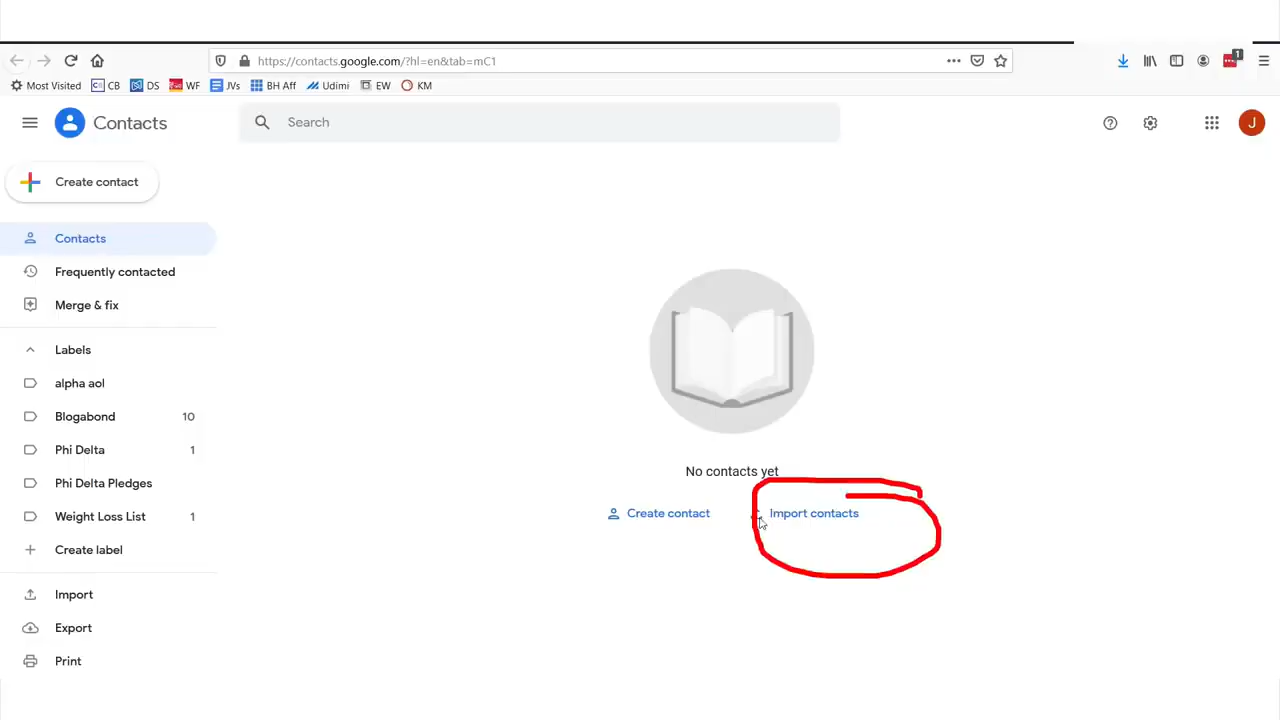 https://contacts.google.com/?hl=en&tab=mC1
1
Most Visited CB DS WF JVs BH Aff Udimi EW KM
Contacts
Search
J
Create contact
Contacts
Frequently contacted
Merge & fix
Labels
alpha aol
Blogabond 10
Phi Delta 1
Phi Delta Pledges
Weight Loss List 1
Create label
Import
Export
Print
No contacts yet
Create contact Import contacts